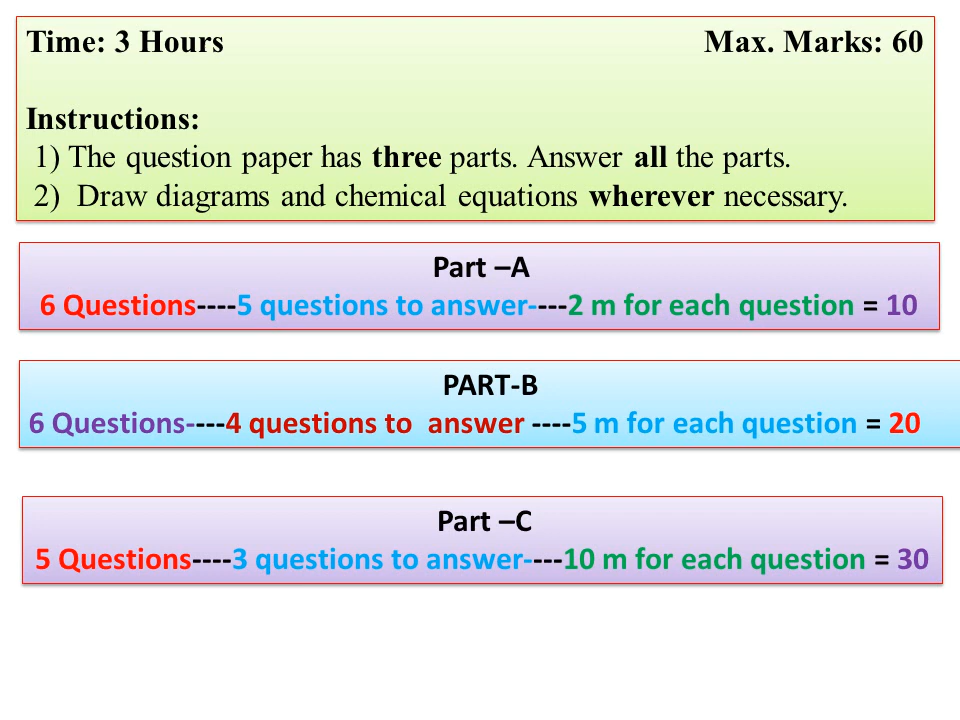 Time: 3 Hours Max. Marks: 60
Instructions:
1) The question paper has three parts. Answer all the parts.
2) Draw diagrams and chemical equations wherever necessary.
Part –A
6 Questions----5 questions to answer----2 m for each question = 10
PART-B
6 Questions----4 questions to answer ----5 m for each question = 20
Part –C
5 Questions----3 questions to answer----10 m for each question = 30